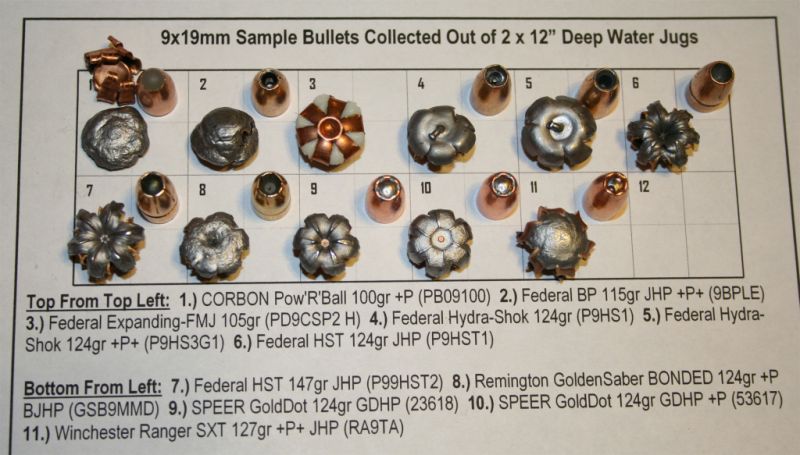 9x19mm Sample Bullets Collected Out of 2 x 12” Deep Water Jugs
1 2 3 4 5 6
7 8 9 10 11 12
Top From Top Left: 1.) CORBON Pow'R'Ball 100gr +P (PB09100) 2.) Federal BP 115gr JHP +P+ (9BPLE)
3.) Federal Expanding-FMJ 105gr (PD9CSP2 H) 4.) Federal Hydra-Shok 124gr (P9HS1) 5.) Federal Hydra-
Shok 124gr +P+ (P9HS3G1) 6.) Federal HST 124gr JHP (P9HST1)
Bottom From Left: 7.) Federal HST 147gr JHP (P99HST2) 8.) Remington GoldenSaber BONDED 124gr +P
BJHP (GSB9MMD) 9.) SPEER GoldDot 124gr GDHP (23618) 10.) SPEER GoldDot 124gr GDHP +P (53617)
11.) Winchester Ranger SXT 127gr +P+ JHP (RA9TA)